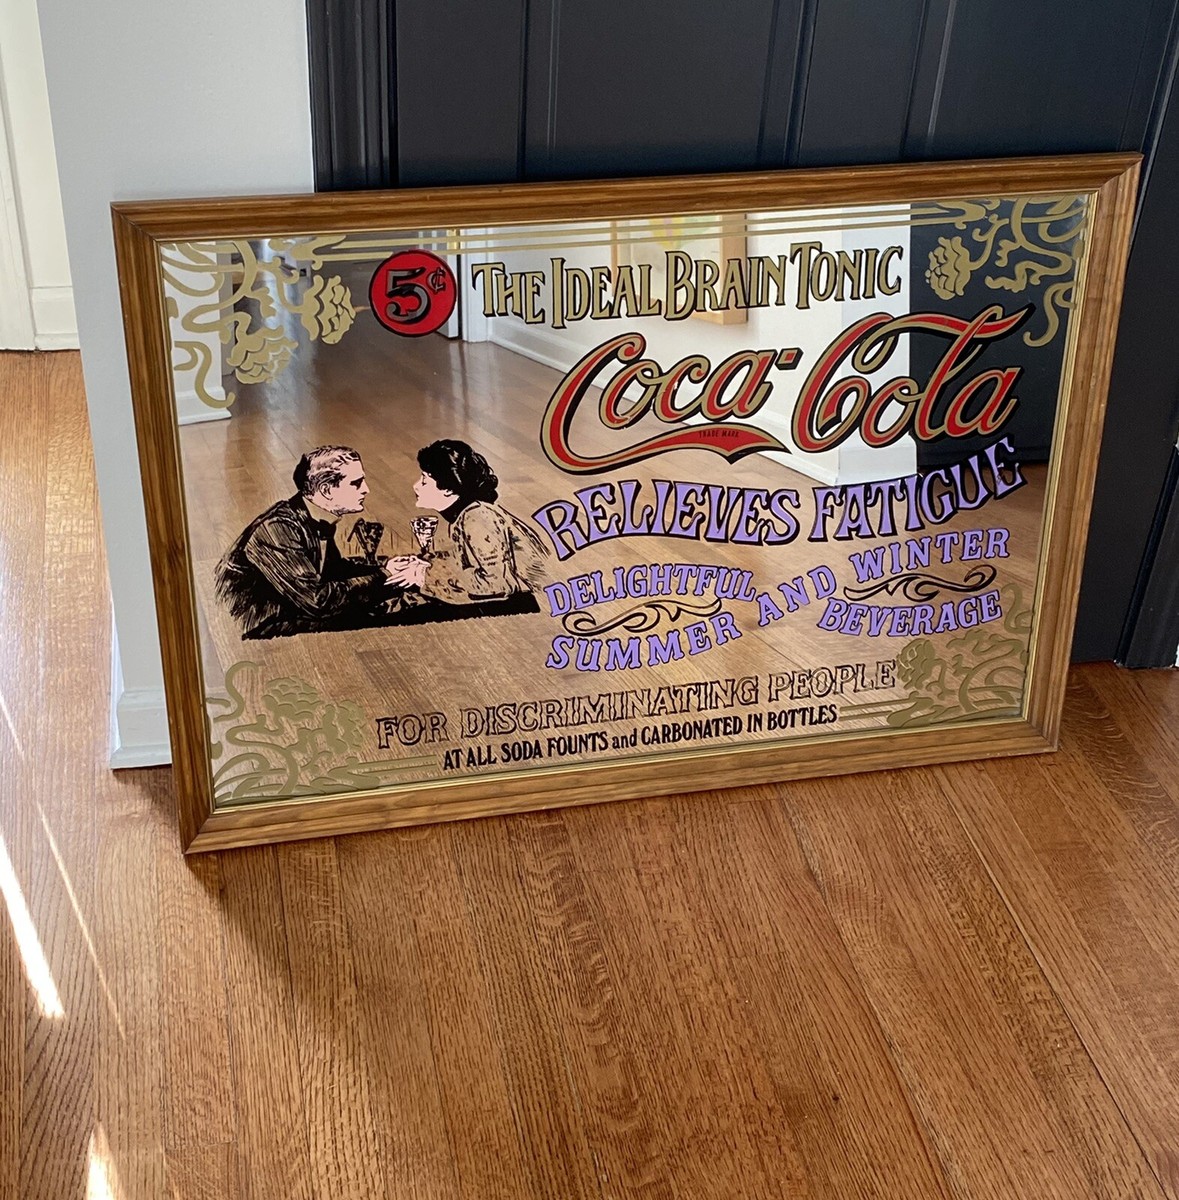 5¢ THE IDEAL BRAIN TONIC
Coca-Cola
TRADE MARK
RELIEVES FATIGUE
DELIGHTFUL
SUMMER AND WINTER
BEVERAGE
FOR DISCRIMINATING PEOPLE
AT ALL SODA FOUNTS and CARBONATED IN BOTTLES